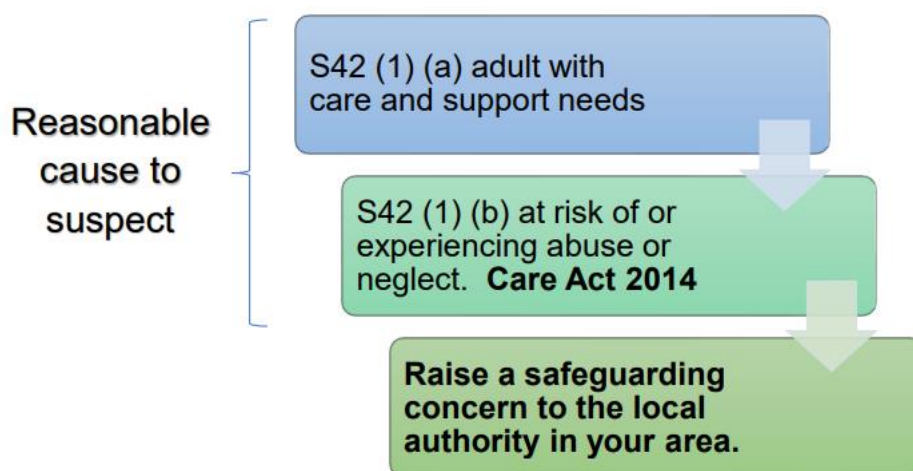 Reasonable
cause to
suspect
S42 (1) (a) adult with
care and support needs
S42 (1) (b) at risk of or
experiencing abuse or
neglect.  Care Act 2014
Raise a safeguarding
concern to the local
authority in your area.